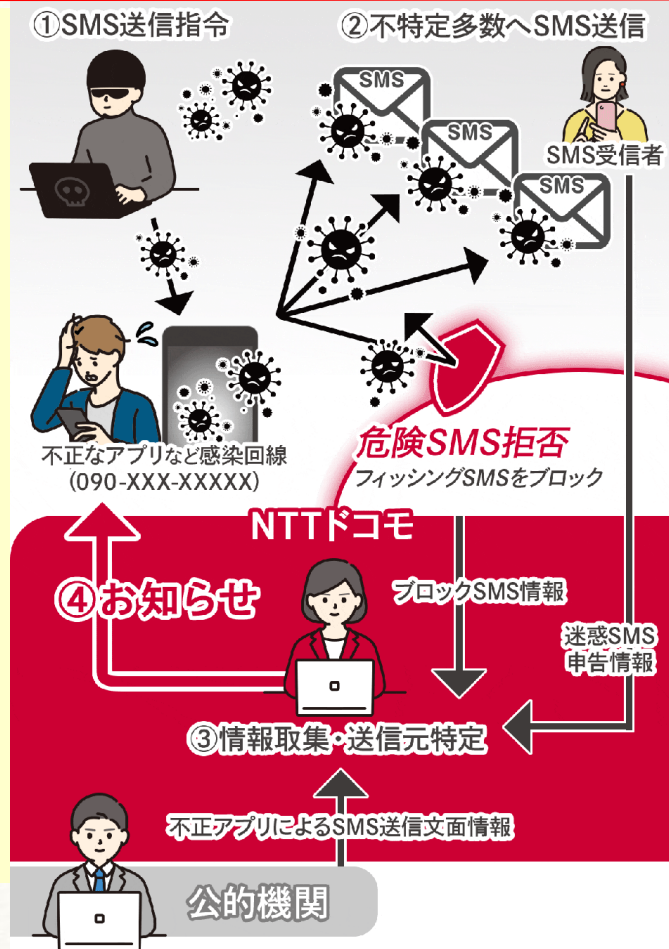 ①SMS送信指令
②不特定多数へSMS送信
SMS
SMS
SMS
SMS受信者
不正なアプリなど感染回線
(090-XXX-XXXXX)
危険SMS拒否
フィッシングSMSをブロック
NTTドコモ
④お知らせ
ブロックSMS情報
迷惑SMS
申告情報
③情報取集・送信元特定
不正アプリによるSMS送信文面情報
公的機関